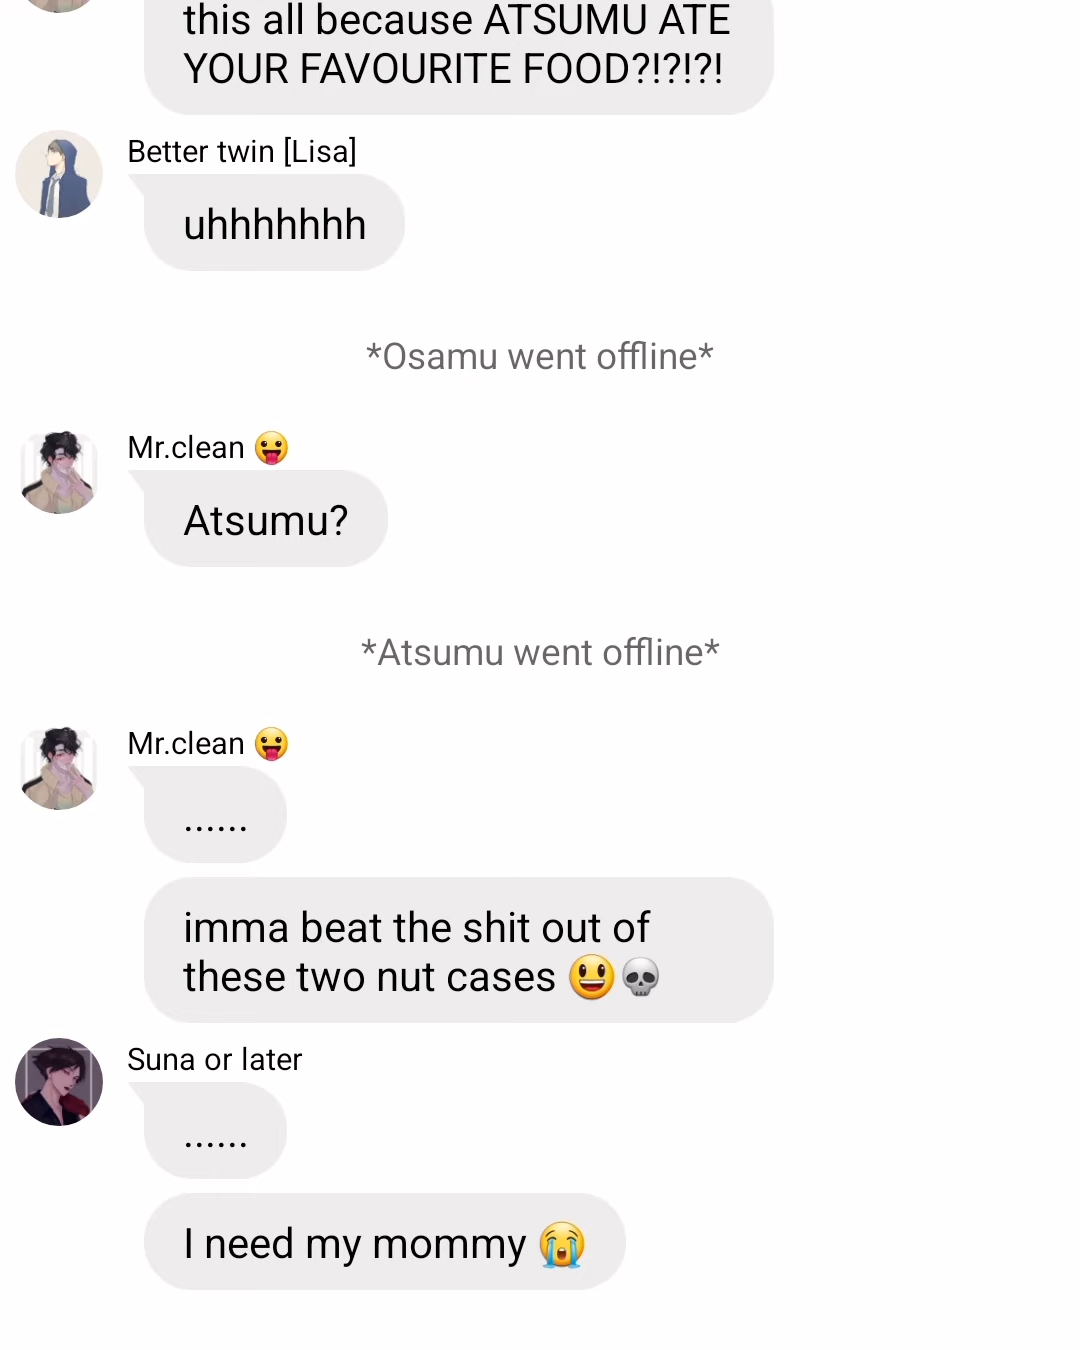 this all because ATSUMU ATE
YOUR FAVOURITE FOOD?!?!?!
Better twin [Lisa]
uhhhhhhh
*Osamu went offline*
Mr.clean 😛
Atsumu?
*Atsumu went offline*
Mr.clean 😛
......
imma beat the shit out of
these two nut cases 😃💀
Suna or later
......
I need my mommy 😭